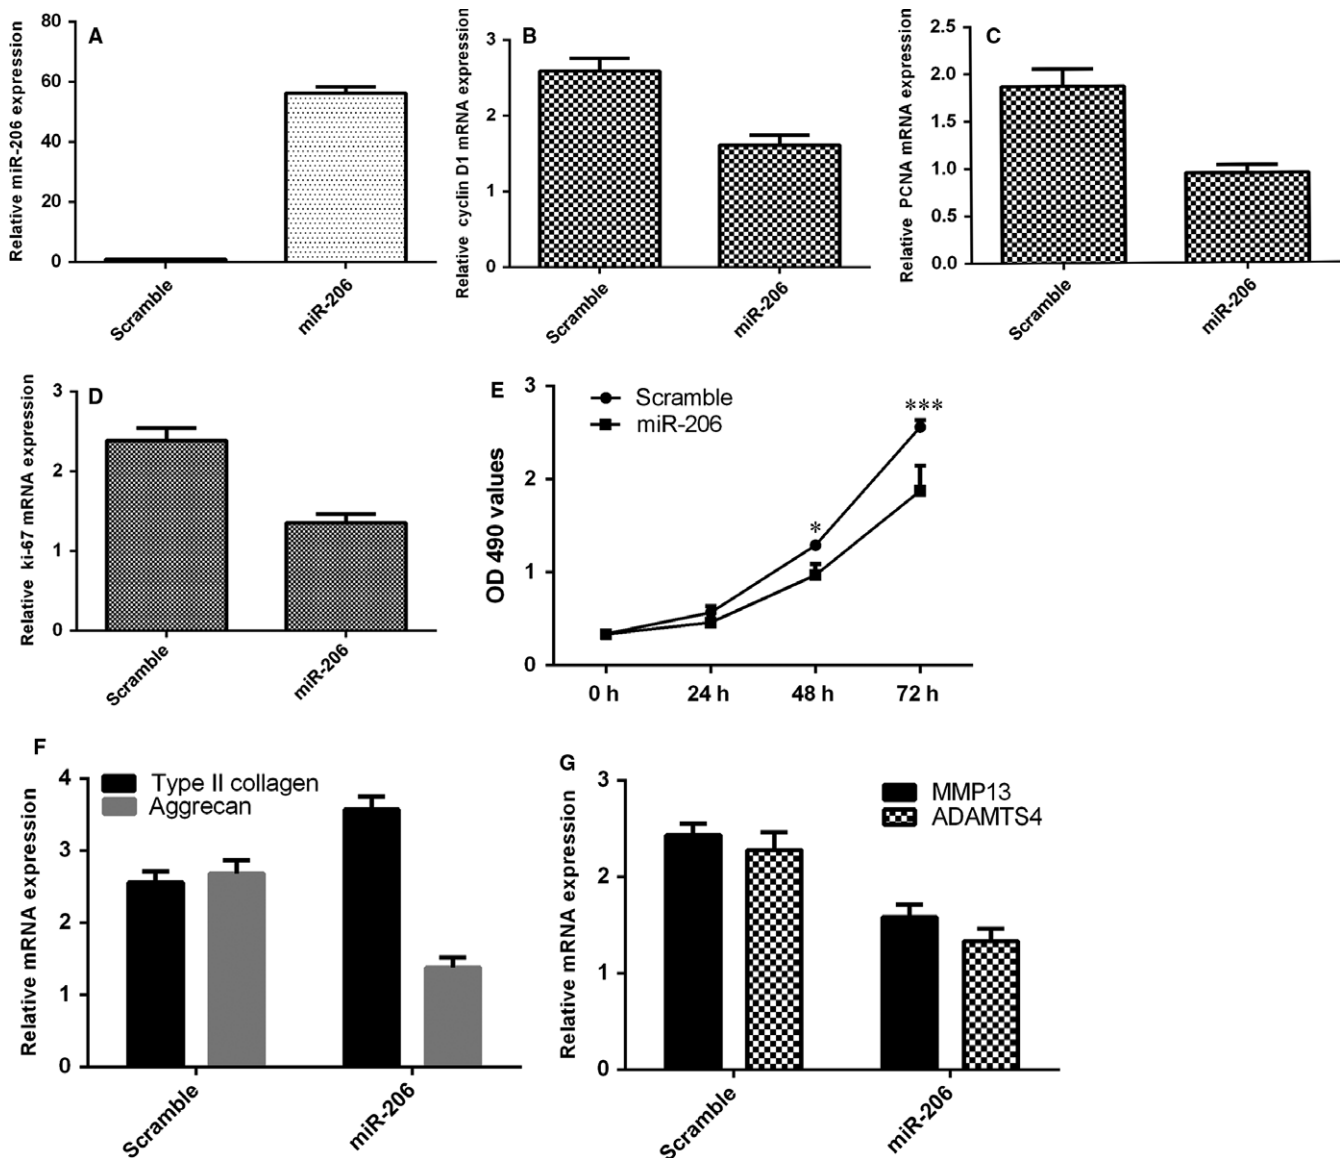 A
Relative miR-206 expression
80
60
40
20
0
Scramble
miR-206
B
Relative cyclin D1 mRNA expression
3
2
1
0
Scramble
miR-206
C
Relative PCNA mRNA expression
2.5
2.0
1.5
1.0
0.5
0.0
Scramble
miR-206
D
Relative ki-67 mRNA expression
3
2
1
0
Scramble
miR-206
E
OD 490 values
3
2
1
0
Scramble
miR-206
*
***
0 h
24 h
48 h
72 h
F
Relative mRNA expression
4
3
2
1
0
Type II collagen
Aggrecan
Scramble
miR-206
G
Relative mRNA expression
3
2
1
0
MMP13
ADAMTS4
Scramble
miR-206